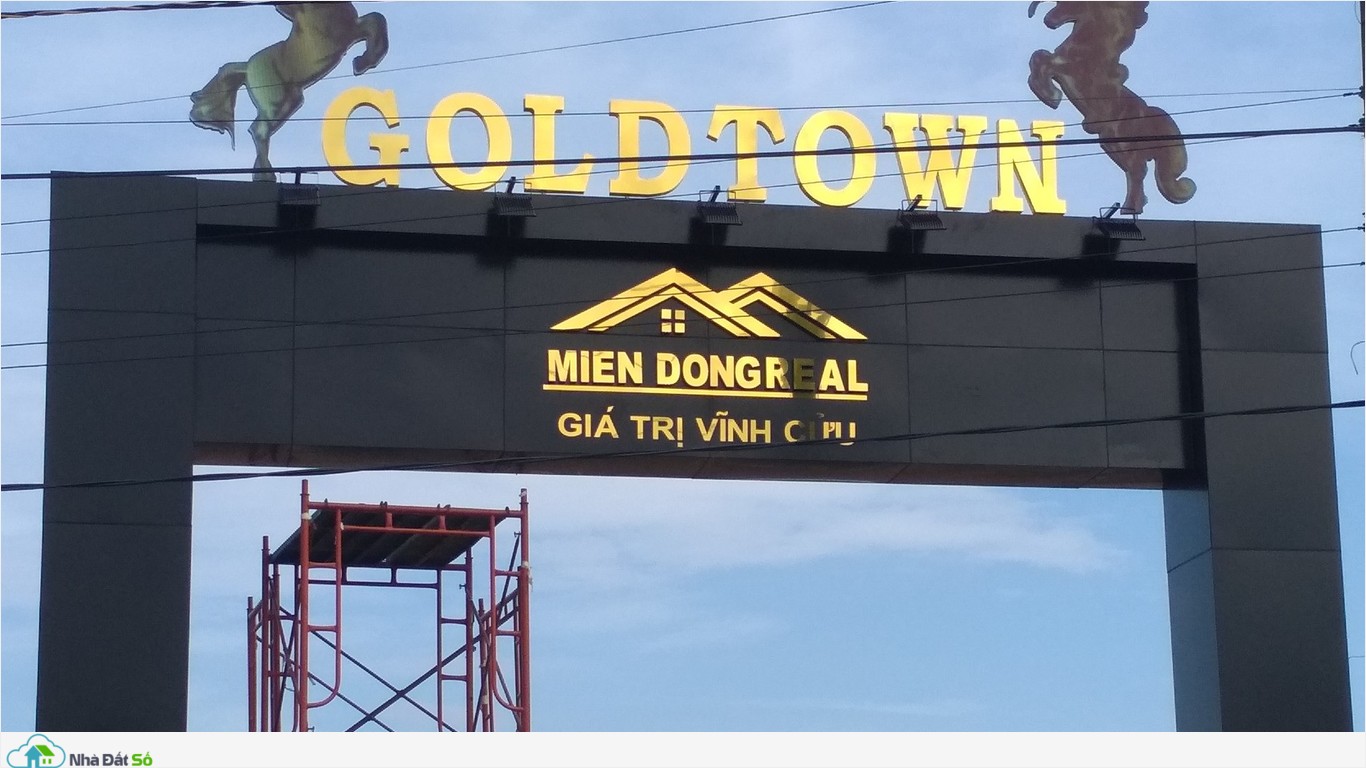 GOLDTOWN
MIEN DONGREAL
GIÁ TRỊ VĨNH CỬU
Nhà Đất Số